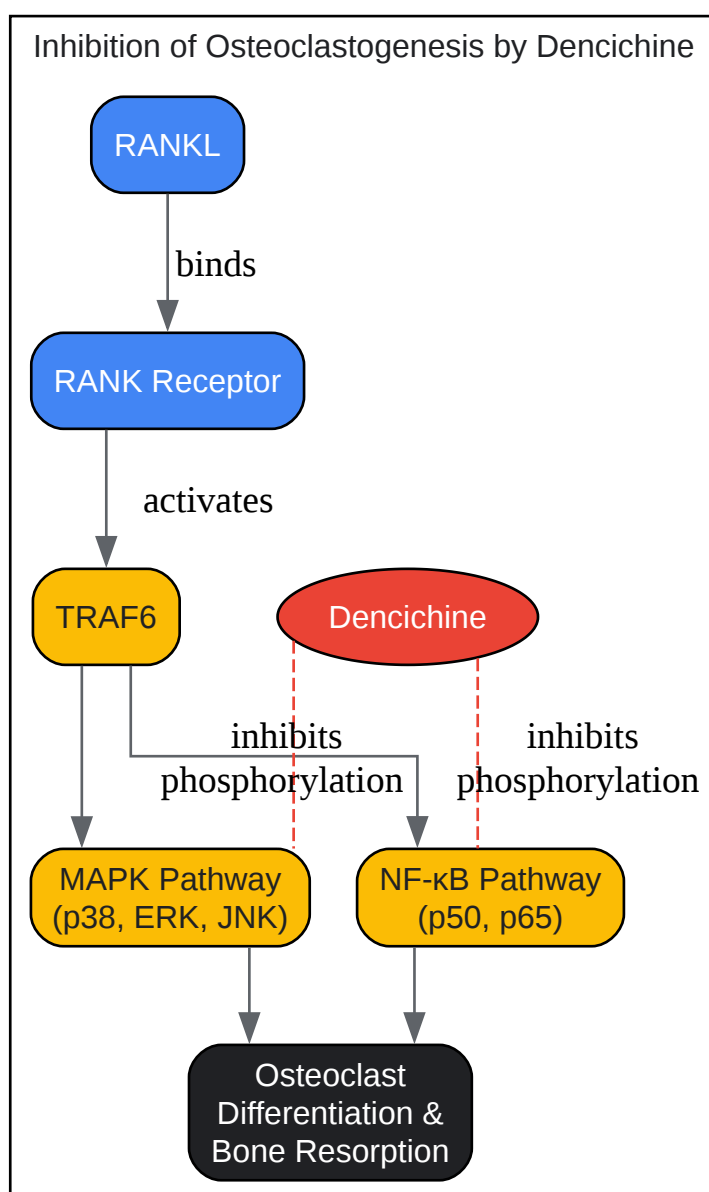 Inhibition of Osteoclastogenesis by Dencichine
RANKL
binds
RANK Receptor
activates
TRAF6
Dencichine
inhibits
phosphorylation
inhibits
phosphorylation
MAPK Pathway
(p38, ERK, JNK)
NF-κB Pathway
(p50, p65)
Osteoclast
Differentiation &
Bone Resorption